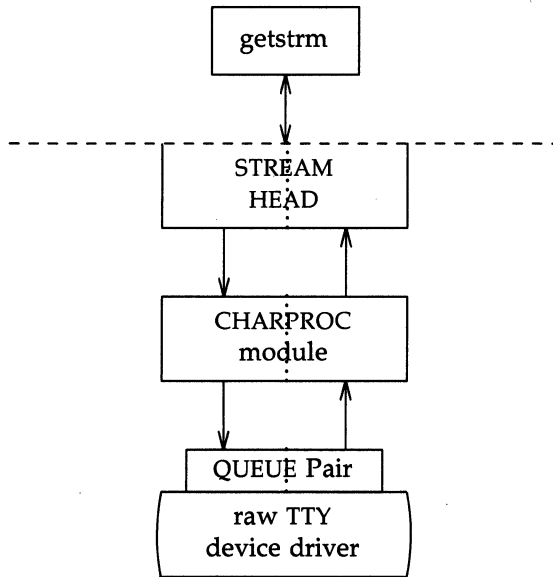 getstrm
STREAM
HEAD
CHARPROC
module
QUEUE Pair
raw TTY
device driver